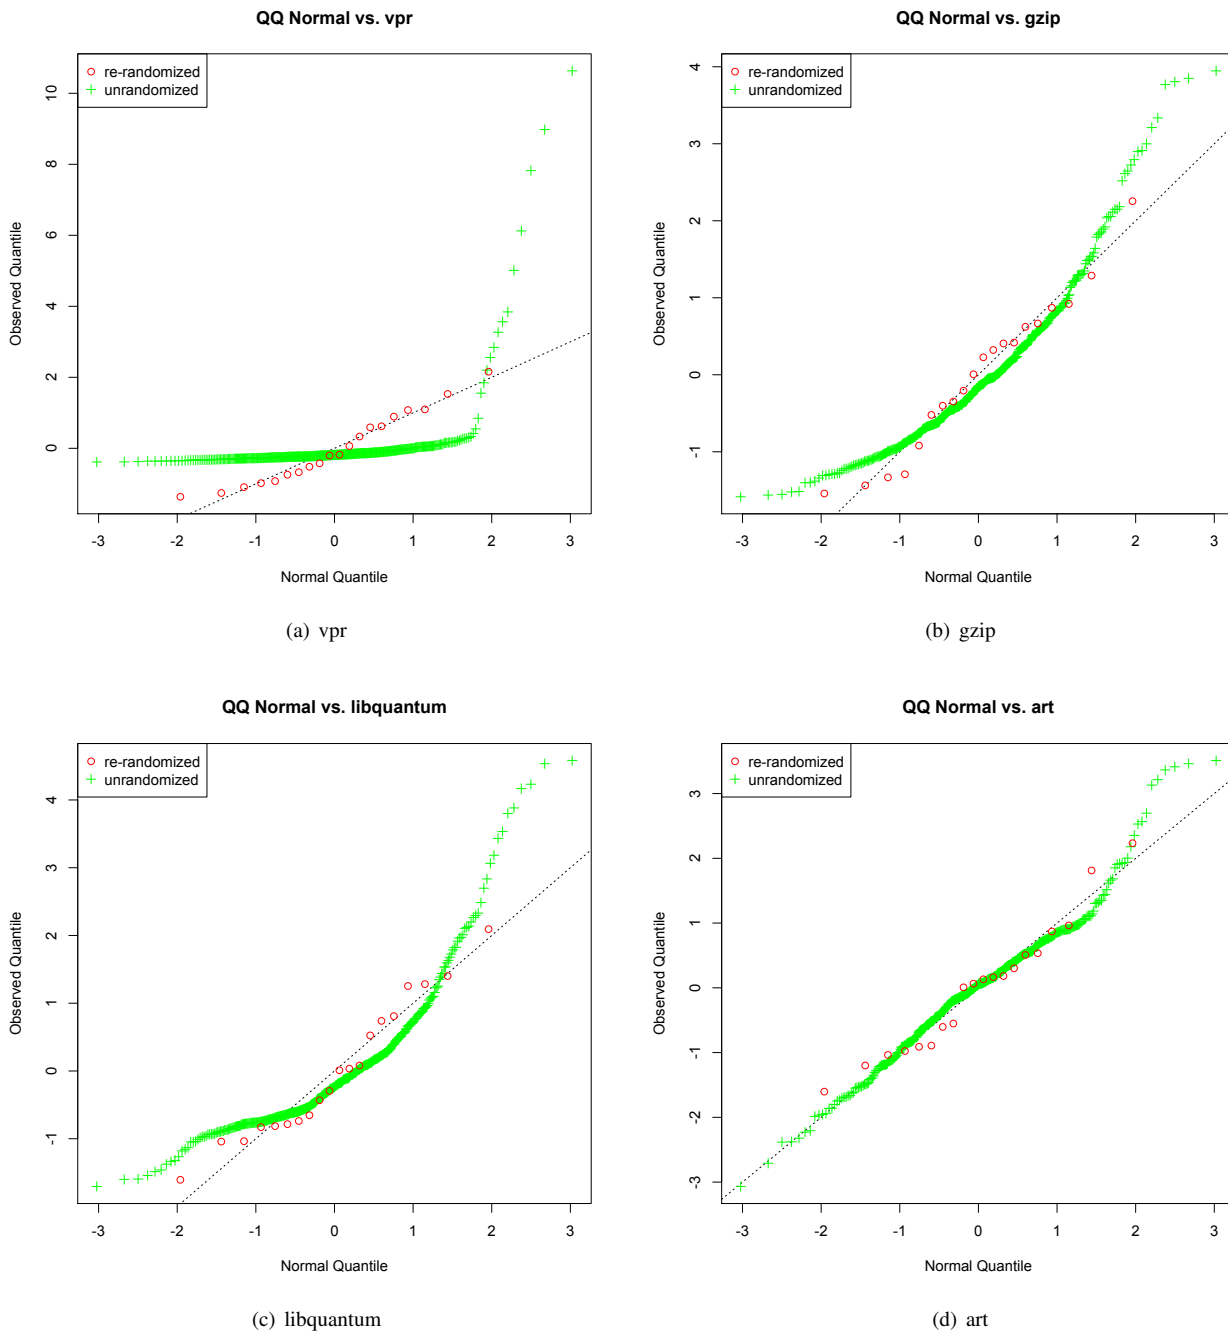 QQ Normal vs. vpr
re-randomized
unrandomized
Observed Quantile
0 2 4 6 8 10
-3 -2 -1 0 1 2 3
Normal Quantile
(a) vpr
QQ Normal vs. gzip
re-randomized
unrandomized
Observed Quantile
-1 0 1 2 3 4
-3 -2 -1 0 1 2 3
Normal Quantile
(b) gzip
QQ Normal vs. libquantum
re-randomized
unrandomized
Observed Quantile
-1 0 1 2 3 4
-3 -2 -1 0 1 2 3
Normal Quantile
(c) libquantum
QQ Normal vs. art
re-randomized
unrandomized
Observed Quantile
-3 -2 -1 0 1 2 3
-3 -2 -1 0 1 2 3
Normal Quantile
(d) art